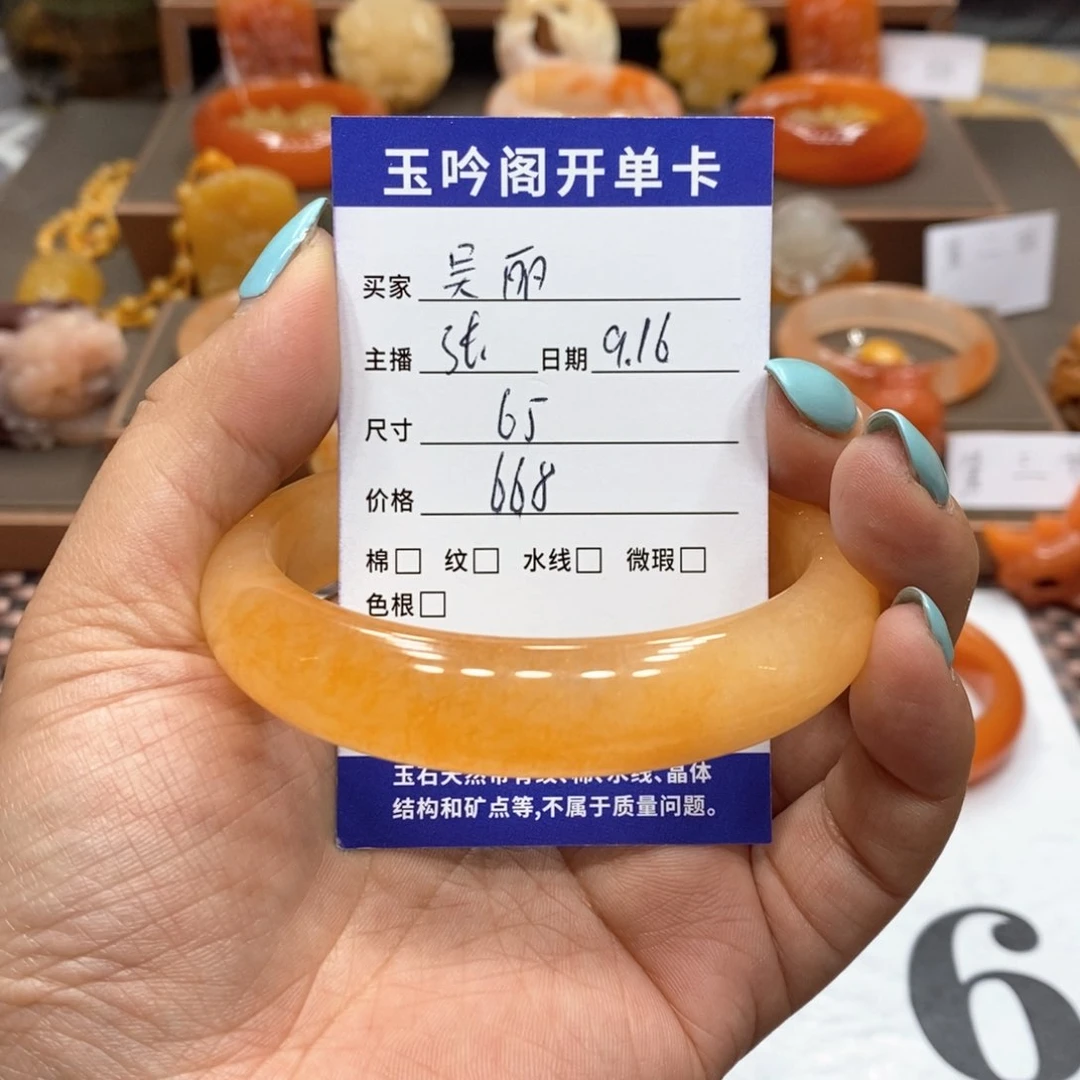 玉吟阁开单卡
买家 吴丽
主播 张 日期 9.16
尺寸 65
价格 668
棉□ 纹□ 水线□ 微瑕□
色根□
玉石天然带有纹、棉、水线、晶体
结构和矿点等,不属于质量问题。
6